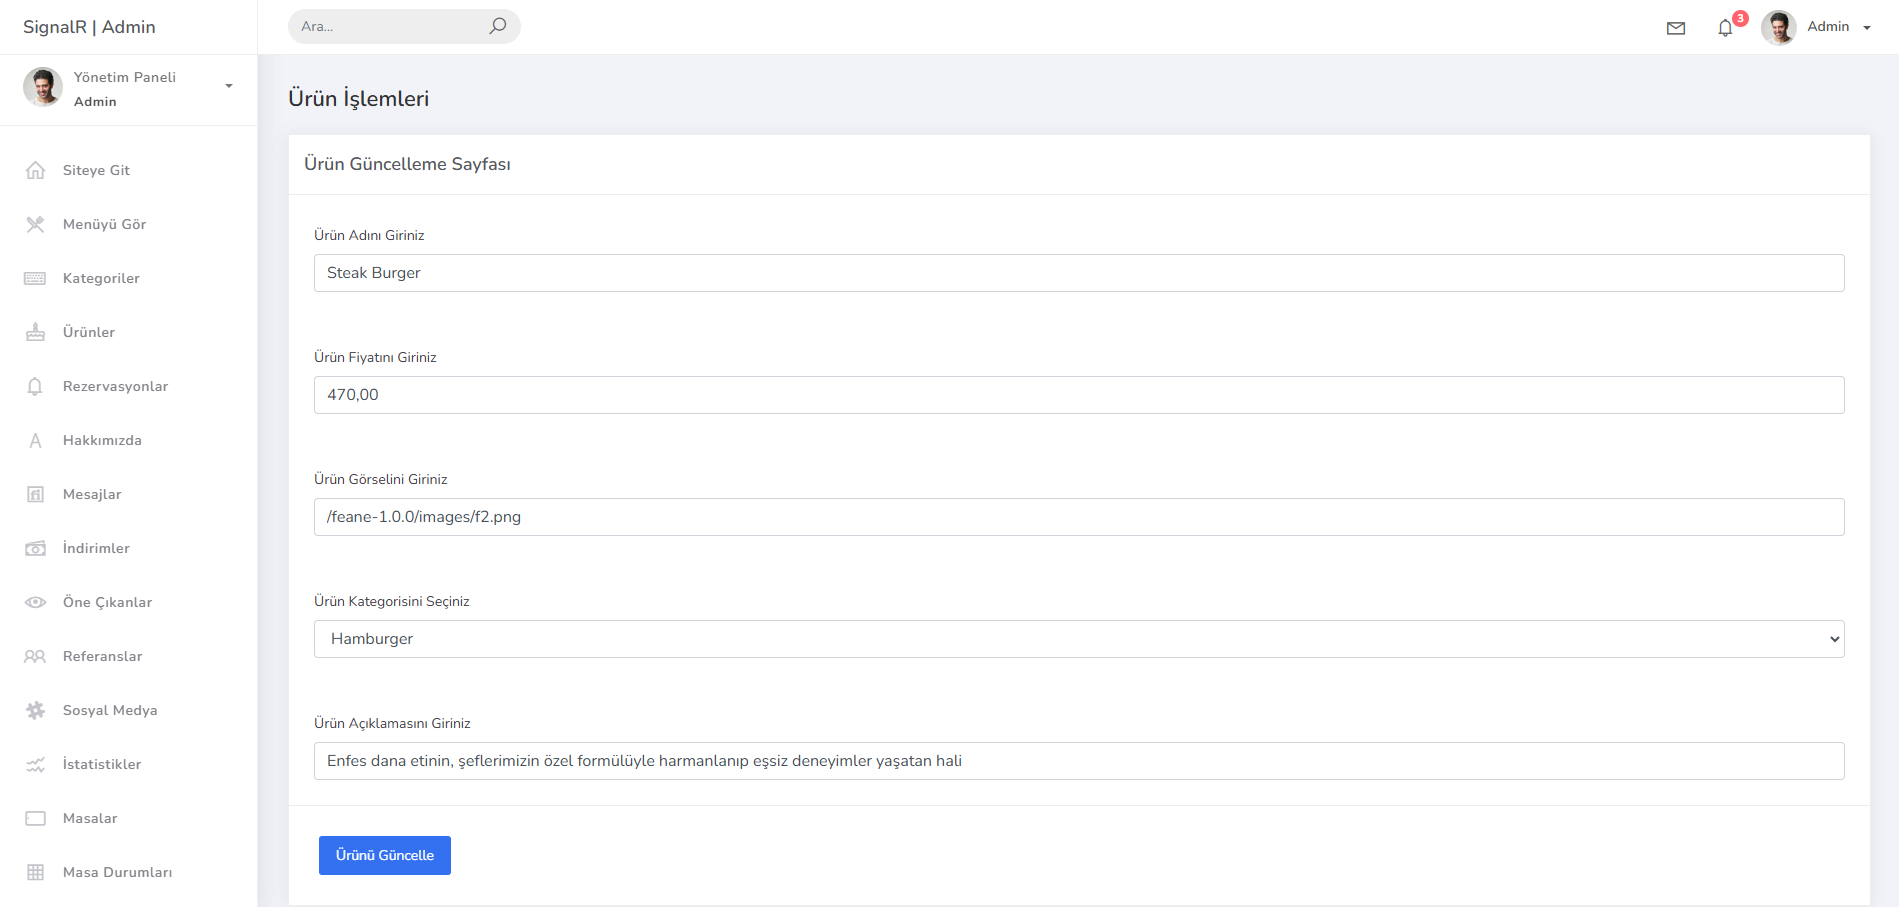 SignalR | Admin
Ara...
3
Admin
Yönetim Paneli
Admin
Siteye Git
Menüyü Gör
Kategoriler
Ürünler
Rezervasyonlar
Hakkımızda
Mesajlar
İndirimler
Öne Çıkanlar
Referanslar
Sosyal Medya
İstatistikler
Masalar
Masa Durumları
Ürün İşlemleri
Ürün Güncelleme Sayfası
Ürün Adını Giriniz
Steak Burger
Ürün Fiyatını Giriniz
470,00
Ürün Görselini Giriniz
/feane-1.0.0/images/f2.png
Ürün Kategorisini Seçiniz
Hamburger
Ürün Açıklamasını Giriniz
Enfes dana etinin, şeflerimizin özel formülüyle harmanlanıp eşsiz deneyimler yaşatan hali
Ürünü Güncelle